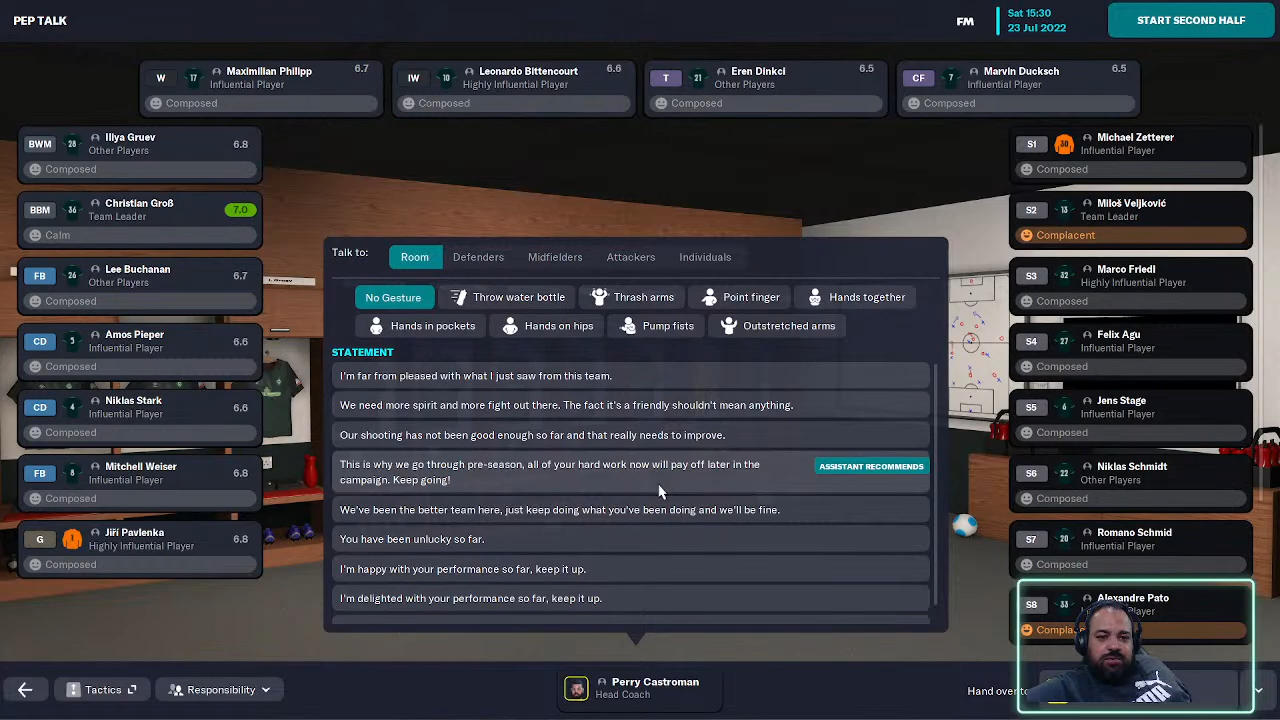 PEP TALK
FM
Sat 15:30
23 Jul 2022
START SECOND HALF
W 17 Maximilian Philipp 6.7
Influential Player
Composed
IW 10 Leonardo Bittencourt 6.6
Highly Influential Player
Composed
T 21 Eren Dinkci 6.5
Other Players
Composed
CF 7 Marvin Ducksch 6.5
Influential Player
Composed
BWM 28 Ilya Gruev 6.8
Other Players
Composed
BBM 36 Christian Groß 7.0
Team Leader
Calm
FB 26 Lee Buchanan 6.7
Other Players
Composed
CD 5 Amos Pieper 6.6
Influential Player
Composed
CD 4 Niklas Stark 6.6
Influential Player
Composed
FB 8 Mitchell Weiser 6.8
Influential Player
Composed
G 1 Jiří Pavlenka 6.8
Highly Influential Player
Composed
Talk to: Room Defenders Midfielders Attackers Individuals
No Gesture Throw water bottle Thrash arms Point finger Hands together
Hands in pockets Hands on hips Pump fists Outstretched arms
STATEMENT
I'm far from pleased with what I just saw from this team.
We need more spirit and more fight out there. The fact it's a friendly shouldn't mean anything.
Our shooting has not been good enough so far and that really needs to improve.
This is why we go through pre-season, all of your hard work now will pay off later in the
campaign. Keep going!
ASSISTANT RECOMMENDS
We've been the better team here, just keep doing what you've been doing and we'll be fine.
You have been unlucky so far.
I'm happy with your performance so far, keep it up.
I'm delighted with your performance so far, keep it up.
S1 30 Michael Zetterer
Influential Player
Composed
S2 13 Miloš Veljković
Team Leader
Complacent
S3 32 Marco Friedl
Highly Influential Player
Composed
S4 27 Felix Agu
Influential Player
Composed
S5 6 Jens Stage
Influential Player
Composed
S6 22 Niklas Schmidt
Other Players
Composed
S7 20 Romano Schmid
Influential Player
Composed
S8 33 Alexandre Pato
Tactics
Responsibility
Perry Castroman
Head Coach
Hand over to